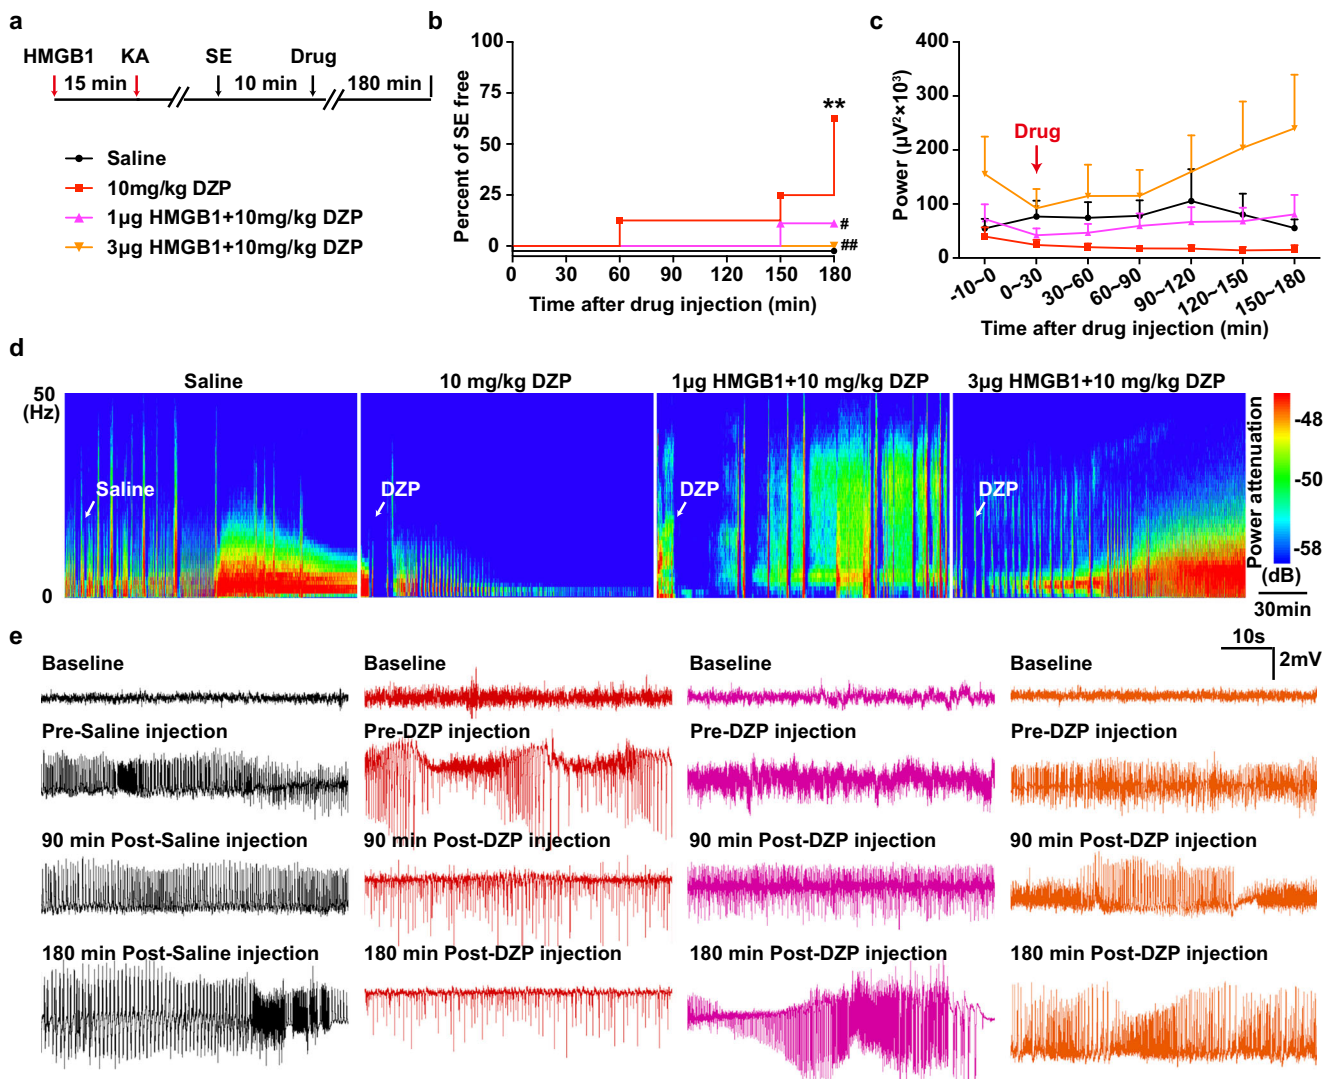 a
HMGB1 KA SE Drug
15 min 10 min 180 min
Saline
10mg/kg DZP
1μg HMGB1+10mg/kg DZP
3μg HMGB1+10mg/kg DZP
b
Percent of SE free
100
75
50
25
0
**
#
##
0 30 60 90 120 150 180
Time after drug injection (min)
c
Power (μV²×10³)
400
300
200
100
0
Drug
-10~0 0~30 30~60 60~90 90~120 120~150 150~180
Time after drug injection (min)
d
Saline 10 mg/kg DZP 1μg HMGB1+10 mg/kg DZP 3μg HMGB1+10 mg/kg DZP
50
(Hz)
0
Saline DZP DZP DZP
Power attenuation
-48
-50
-58
(dB)
30min
e
10s
2mV
Baseline Baseline Baseline Baseline
Pre-Saline injection Pre-DZP injection Pre-DZP injection Pre-DZP injection
90 min Post-Saline injection 90 min Post-DZP injection 90 min Post-DZP injection 90 min Post-DZP injection
180 min Post-Saline injection 180 min Post-DZP injection 180 min Post-DZP injection 180 min Post-DZP injection